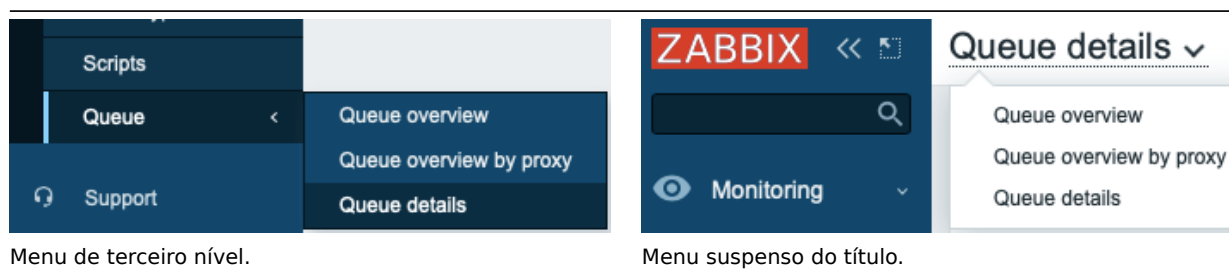 Scripts
Queue
Queue overview
Queue overview by proxy
Queue details
Support
Menu de terceiro nível.
ZABBIX
Queue details
Queue overview
Queue overview by proxy
Queue details
Monitoring
Menu suspenso do título.